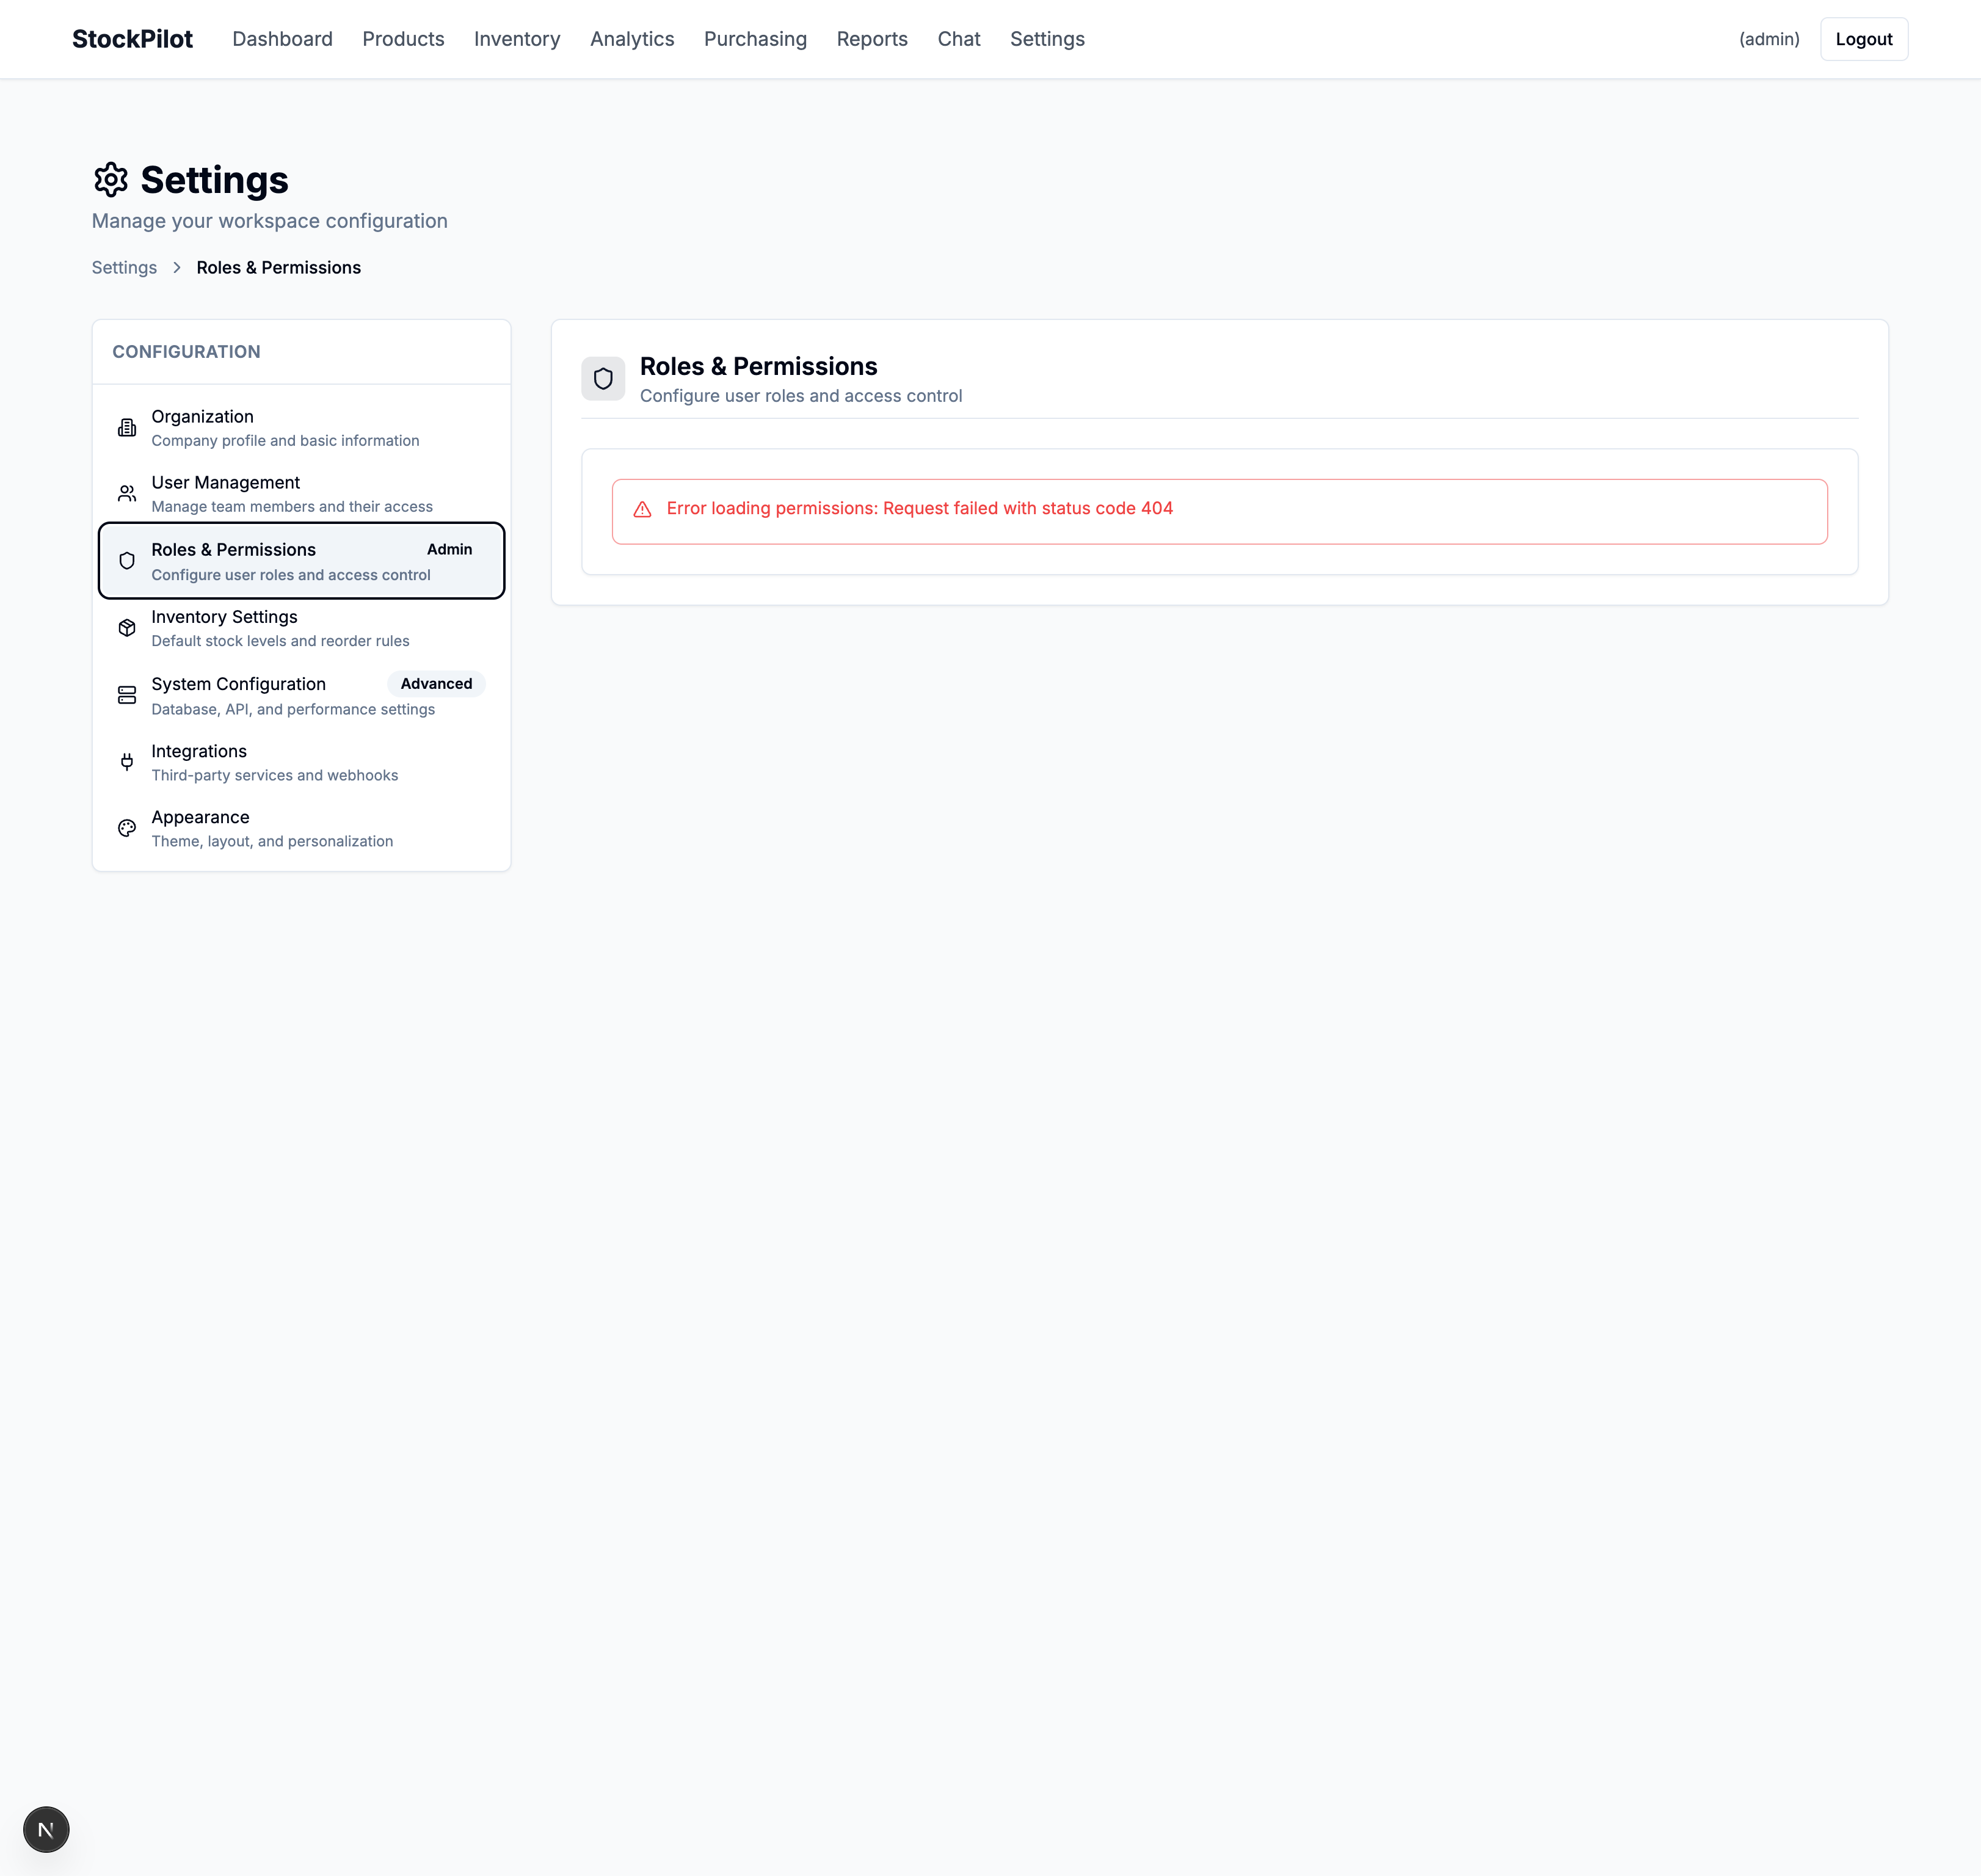 StockPilot Dashboard Products Inventory Analytics Purchasing Reports Chat Settings (admin) Logout
Settings
Manage your workspace configuration
Settings > Roles & Permissions
CONFIGURATION
Organization
Company profile and basic information
User Management
Manage team members and their access
Roles & Permissions Admin
Configure user roles and access control
Inventory Settings
Default stock levels and reorder rules
System Configuration Advanced
Database, API, and performance settings
Integrations
Third-party services and webhooks
Appearance
Theme, layout, and personalization
Roles & Permissions
Configure user roles and access control
Error loading permissions: Request failed with status code 404
N